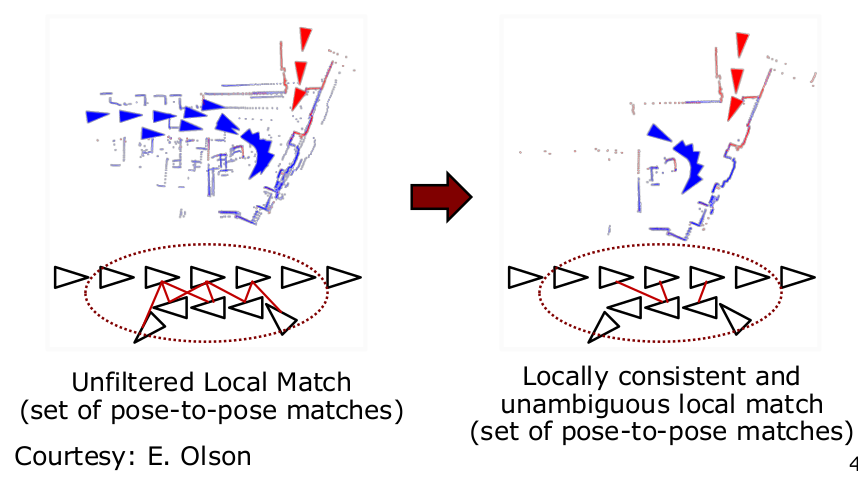 Unfiltered Local Match
(set of pose-to-pose matches)
Locally consistent and
unambiguous local match
(set of pose-to-pose matches)
Courtesy: E. Olson
4